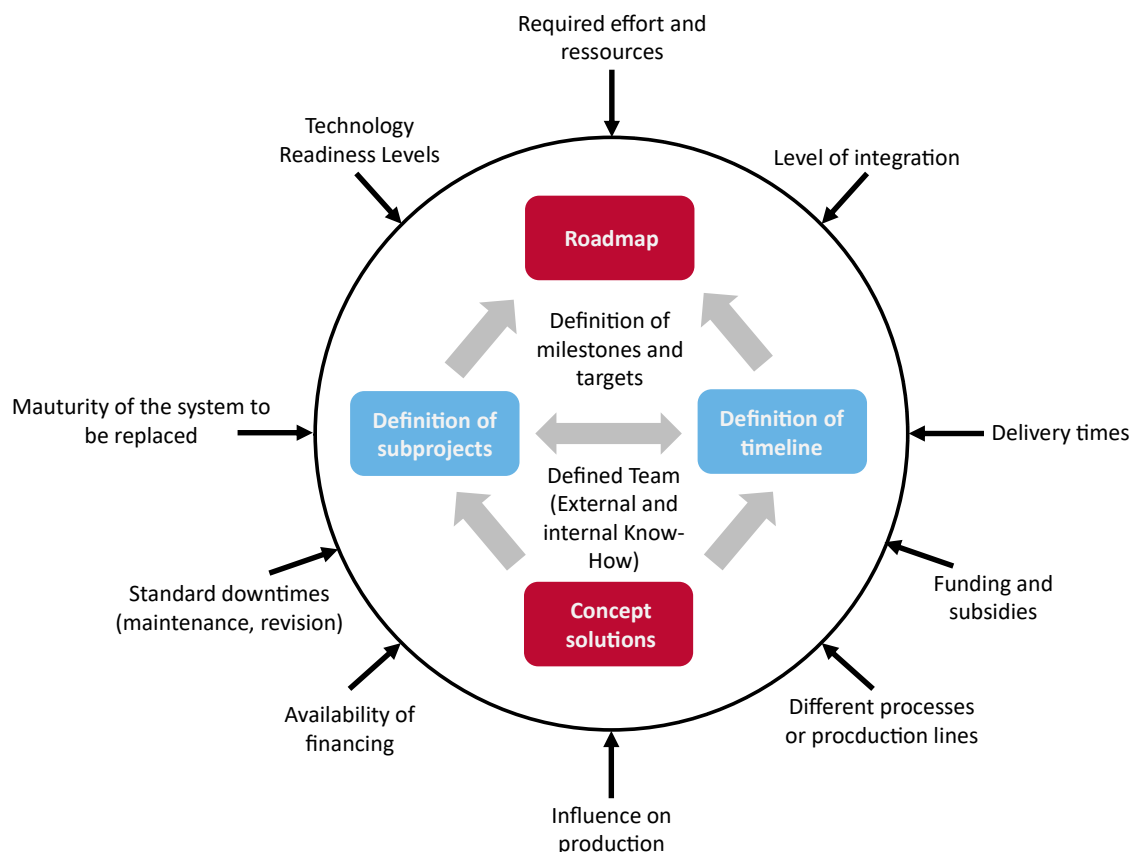 Required effort and
ressources
Technology
Readiness Levels
Level of integration
Roadmap
Definition of
milestones and
targets
Mauturity of the system to
be replaced
Definition of
subprojects
Definition of
timeline
Delivery times
Defined Team
(External and
internal Know-
How)
Standard downtimes
(maintenance, revision)
Funding and
subsidies
Concept
solutions
Availability of
financing
Different processes
or procduction lines
Influence on
production